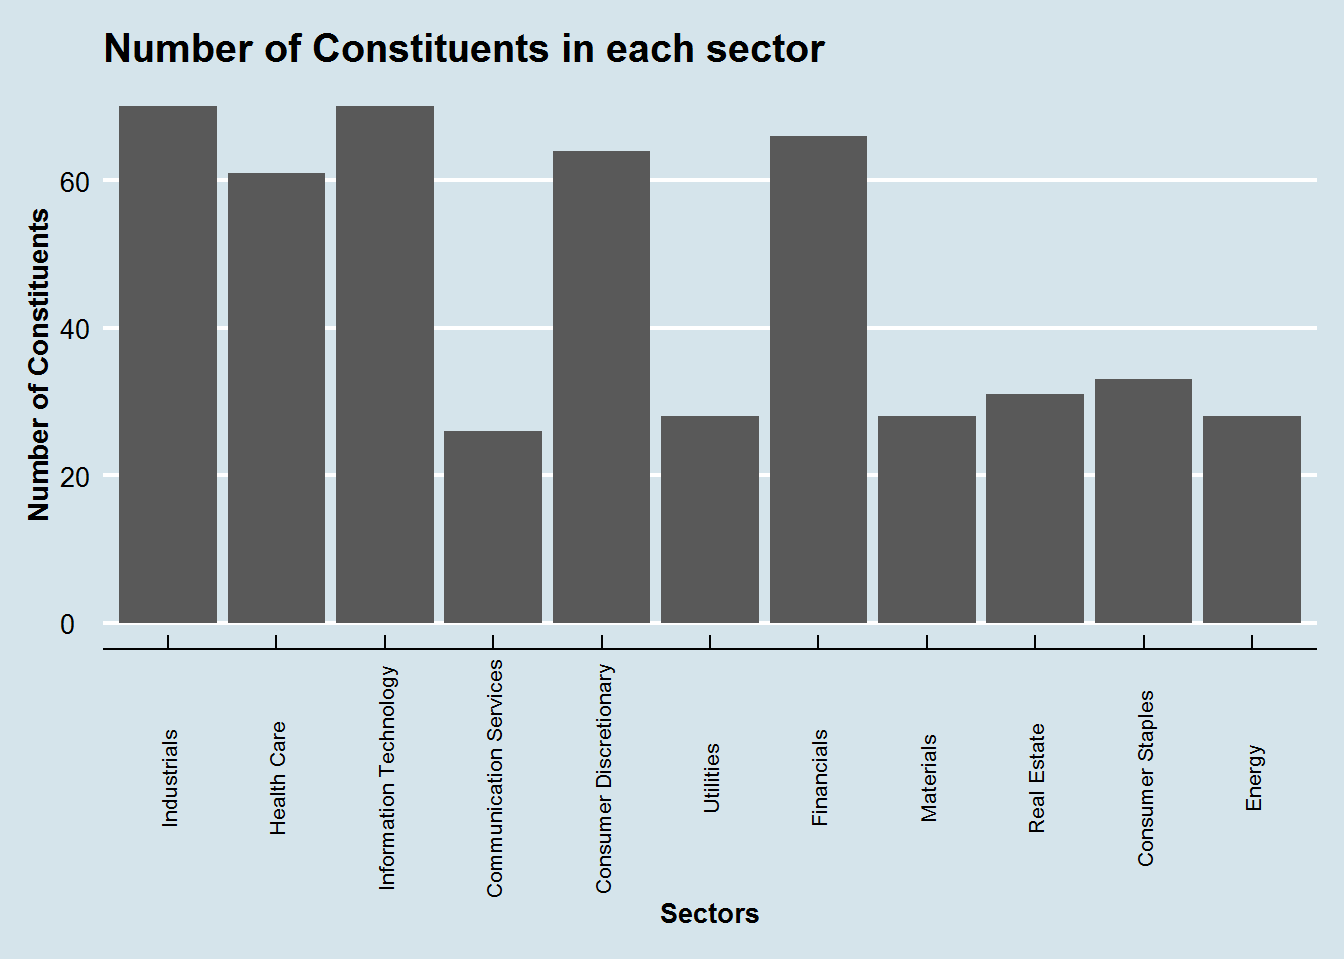 Number of Constituents in each sector
Number of Constituents
60
40
20
0
Industrials
Health Care
Information Technology
Communication Services
Consumer Discretionary
Utilities
Financials
Materials
Real Estate
Consumer Staples
Energy
Sectors